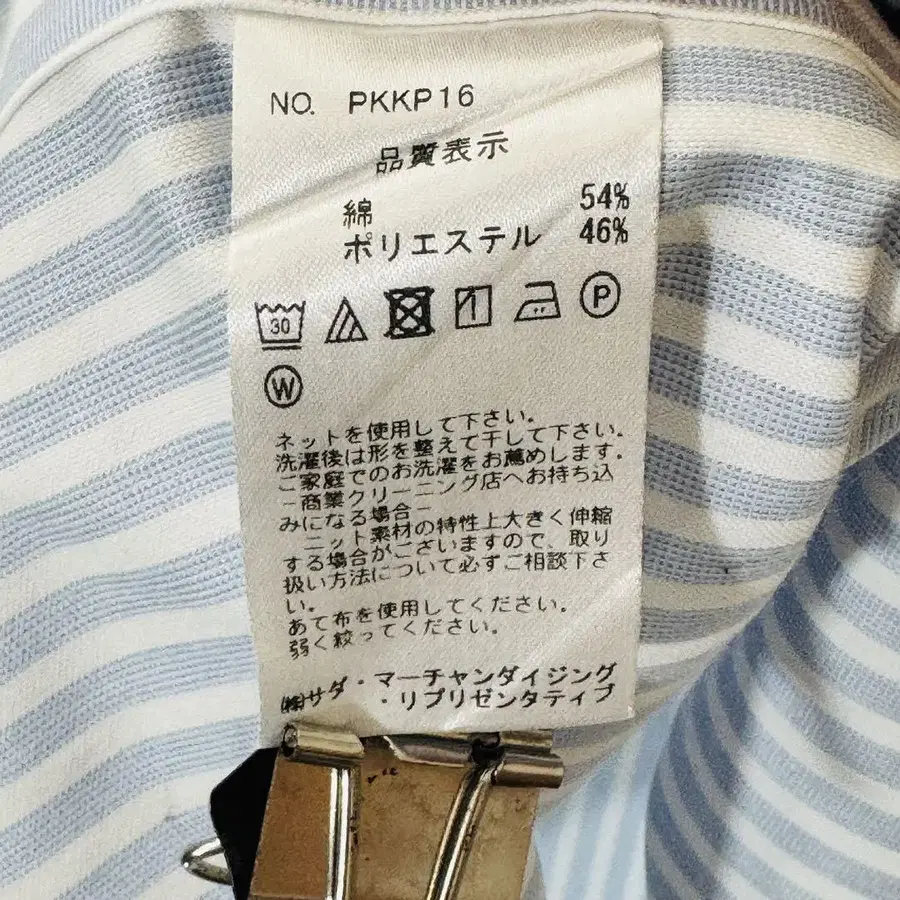 NO. PKKP16
品質表示
綿 54%
ポリエステル 46%
30
1
P
W
ネットを使用して下さい。
洗濯後は形を整えて干して下さい。
ご家庭でのお洗濯をお薦めします。
－商業クリーニング店へお持ち込
みになる場合－
ニット素材の特性上大きく伸縮
する場合がございますので、取り
扱い方法について必ずご相談下さ
い。
あて布を使用してください。
弱く絞ってください。
㈱サダ・マーチャンダイジング
・リプリゼンタティブ